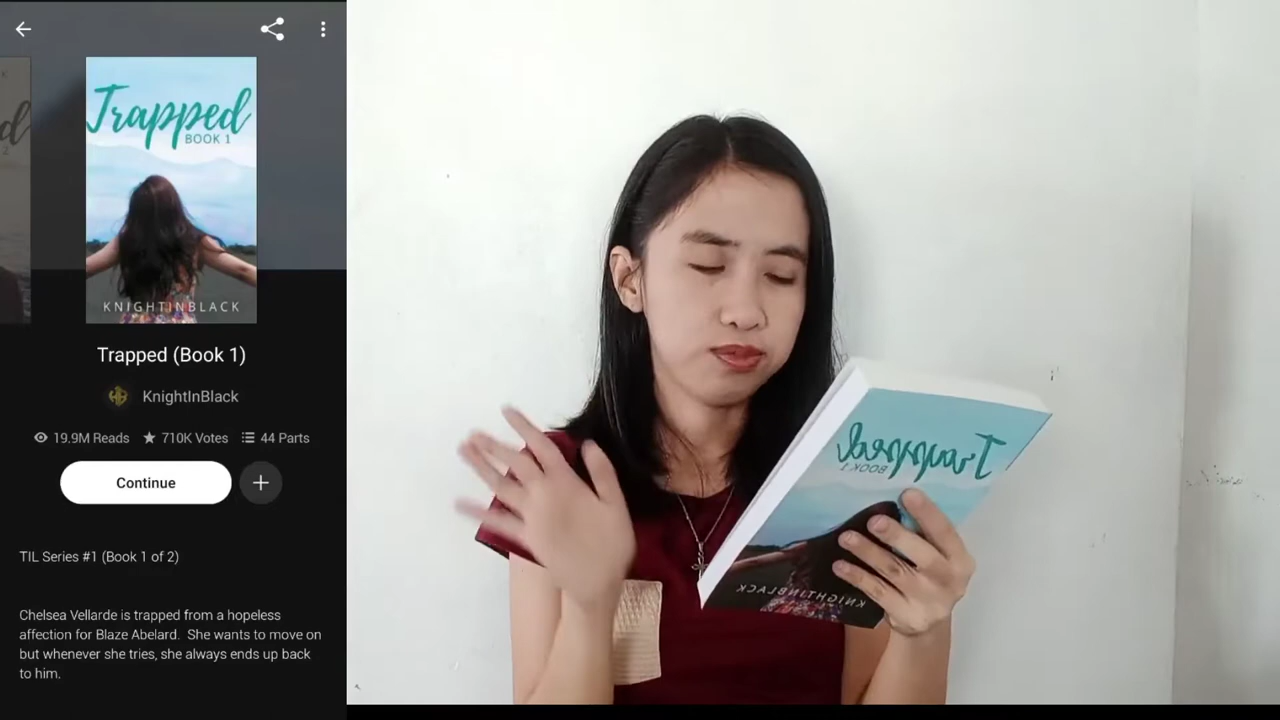 K
d
2
Trapped
BOOK 1
KNIGHTINBLACK
Trapped (Book 1)
KnightInBlack
19.9M Reads
710K Votes
44 Parts
Continue
TIL Series #1 (Book 1 of 2)
Chelsea Vellarde is trapped from a hopeless
affection for Blaze Abelard. She wants to move on
but whenever she tries, she always ends up back
to him.
Trapped
BOOK 1
KNIGHTINBLACK